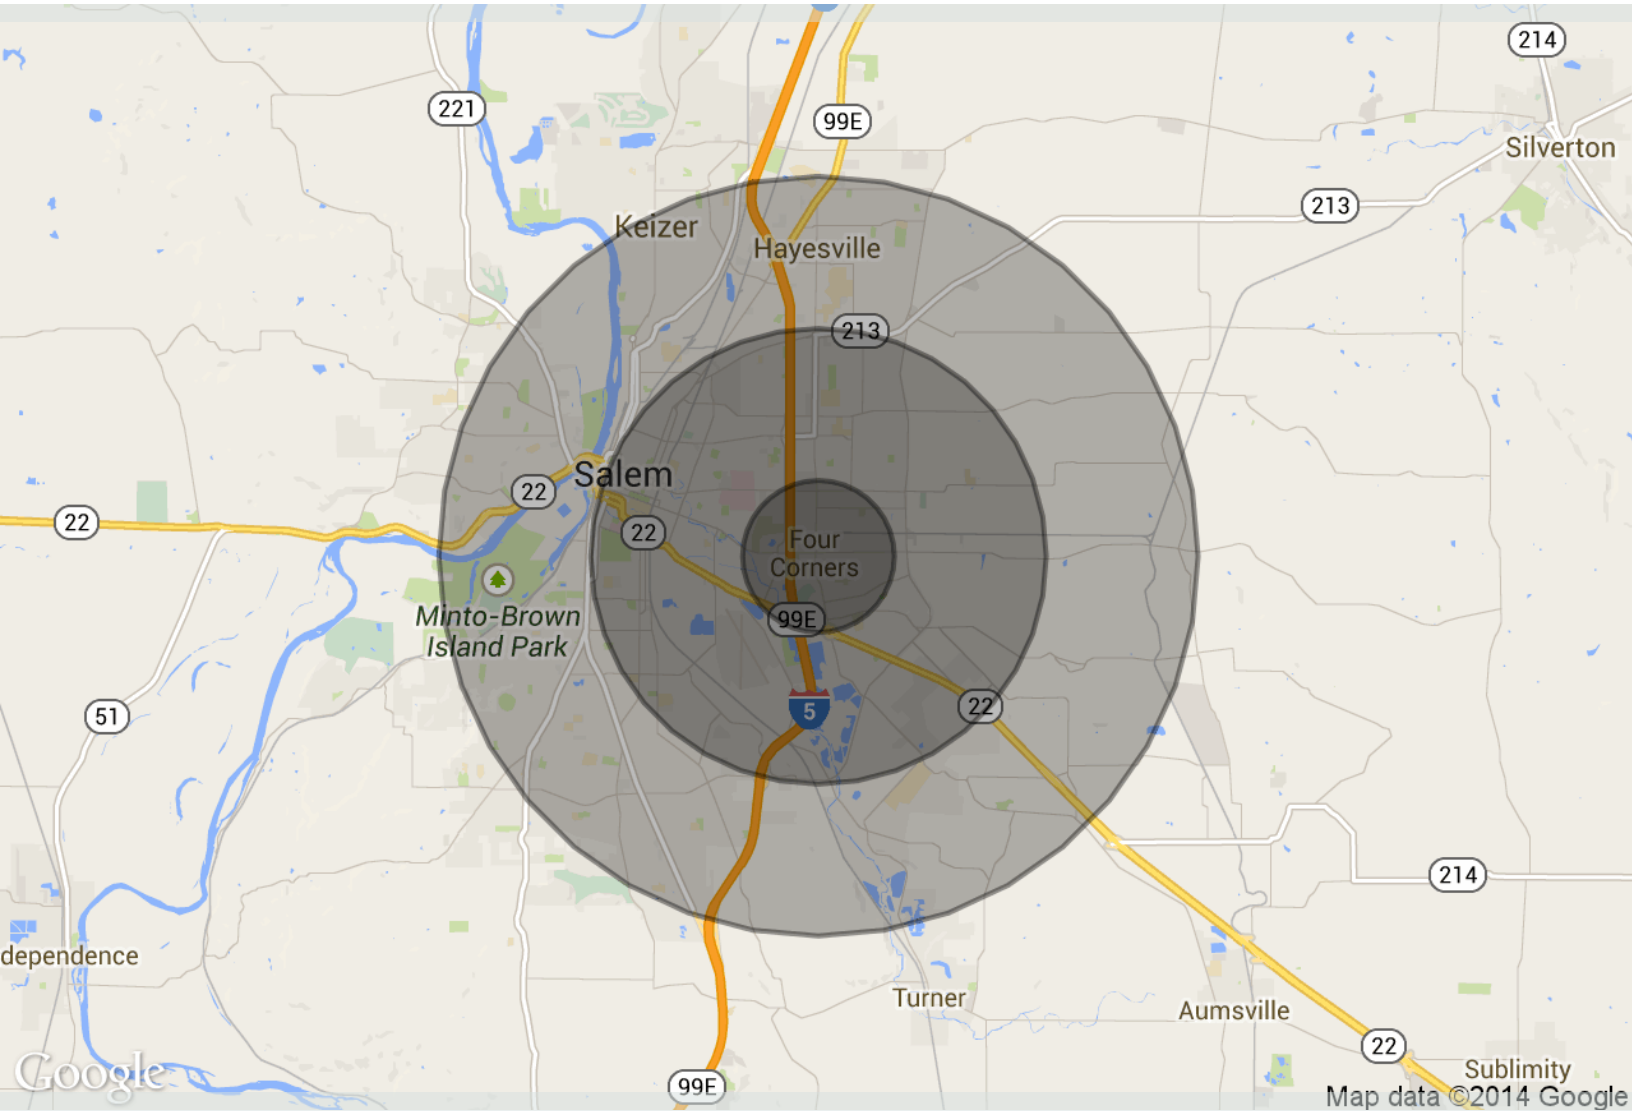 214
221
99E
Silverton
213
Keizer
Hayesville
213
Salem
22
22
22
Four
Corners
Minto-Brown
Island Park
99E
51
5
22
214
dependence
Turner
Aumsville
22
Sublimity
Google
99E
Map data ©2014 Google